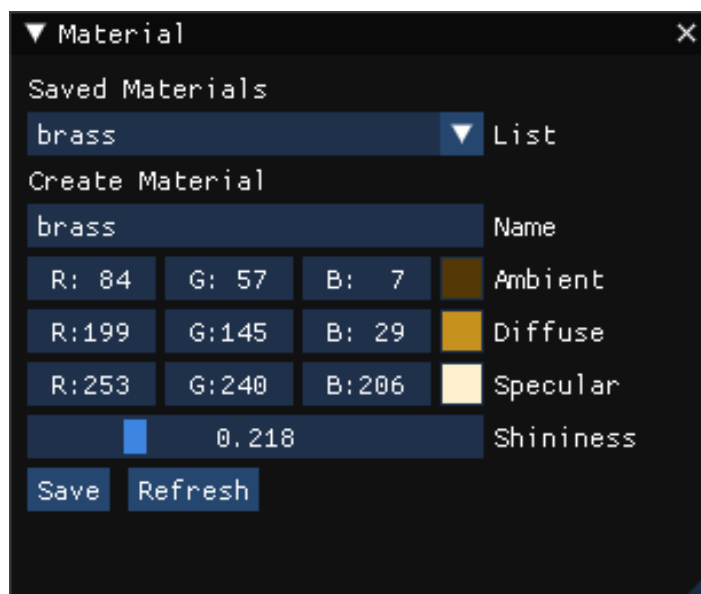 Material
Saved Materials
brass List
Create Material
brass Name
R: 84 G: 57 B: 7 Ambient
R:199 G:145 B: 29 Diffuse
R:253 G:240 B:206 Specular
0.218 Shininess
Save Refresh